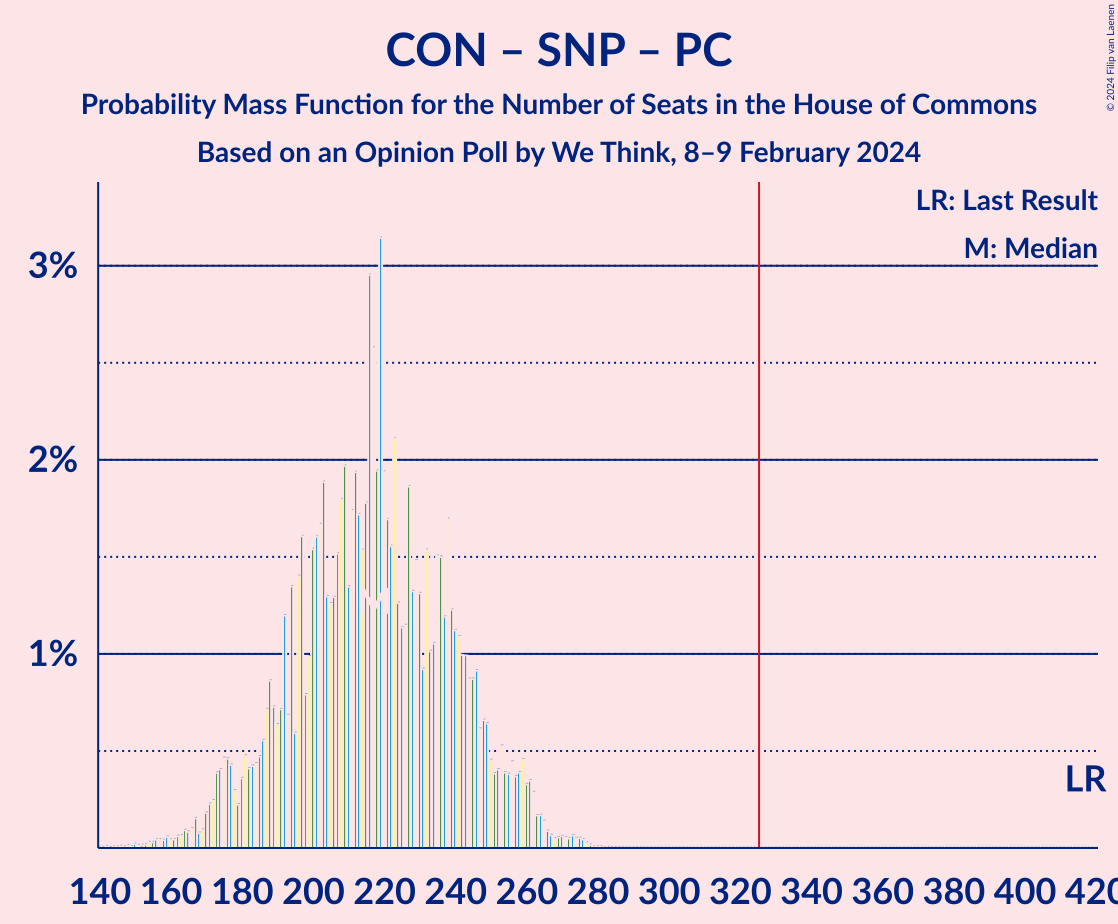 CON – SNP – PC
Probability Mass Function for the Number of Seats in the House of Commons
Based on an Opinion Poll by We Think, 8–9 February 2024
© 2024 Filip van Laenen
LR: Last Result
M: Median
3%
2%
1%
LR
140 160 180 200 220 240 260 280 300 320 340 360 380 400 420